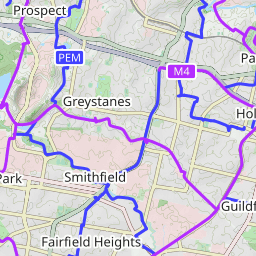 Prospect
PEM
Pa
M4
Greystanes
Hol
Park
Smithfield
Guildf
Fairfield Heights